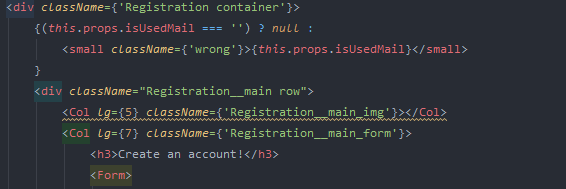 <div className={'Registration container'}>
{(this.props.isUsedMail === '') ? null :
<small className={'wrong'}>{this.props.isUsedMail}</small>
}
<div className="Registration__main row">
<Col lg={5} className={'Registration__main_img'}></Col>
<Col lg={7} className={'Registration__main_form'}>
<h3>Create an account!</h3>
<Form>